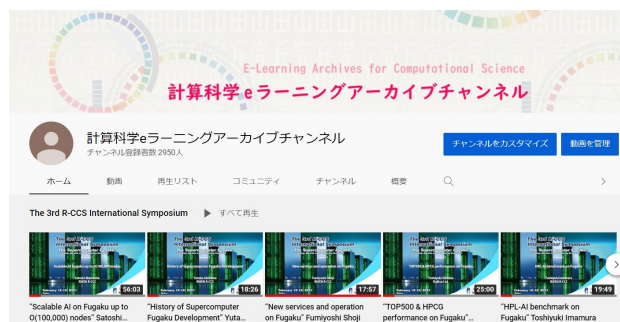 E-Learning Archives for Computational Science
計算科学eラーニングアーカイブチャンネル
計算科学eラーニングアーカイブチャンネル
チャンネル登録者数 2950人
チャンネルをカスタマイズ 動画を管理
ホーム 動画 再生リスト コミュニティ チャンネル 概要
The 3rd R-CCS International Symposium すべて再生
56:03 18:26 17:57 25:00 19:49
"Scalable AI on Fugaku up to "History of Supercomputer "New services and operation "TOP500 & HPCG "HPL-AI benchmark on
O(100,000) nodes" Satoshi... Fugaku Development" Yuta... on Fugaku" Fumiyoshi Shoji performance on Fugaku"... Fugaku" Toshiyuki Imamura